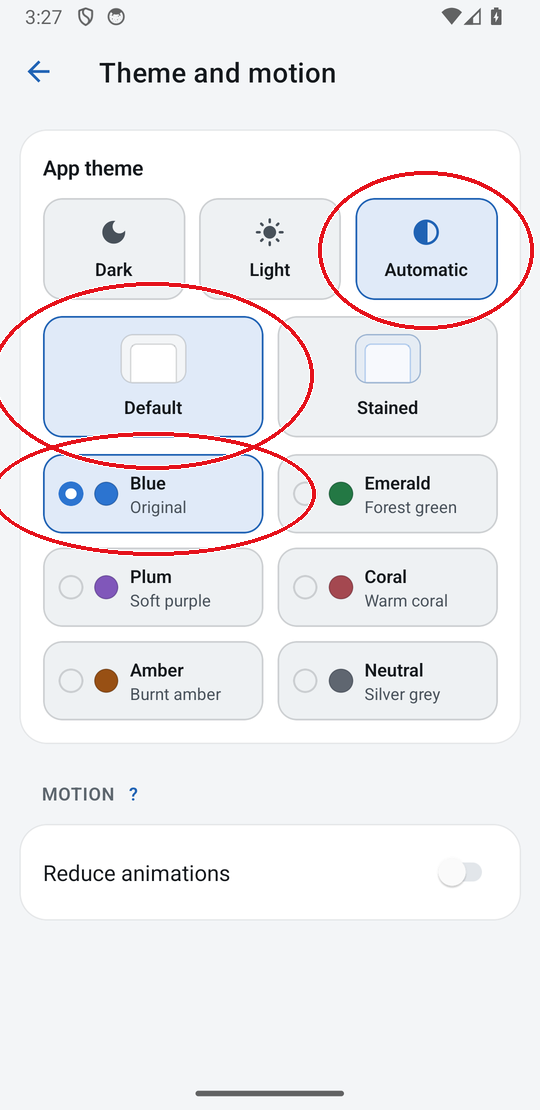 3:27
Theme and motion
App theme
Dark Light Automatic
Default Stained
Blue Emerald
Original Forest green
Plum Coral
Soft purple Warm coral
Amber Neutral
Burnt amber Silver grey
MOTION ?
Reduce animations